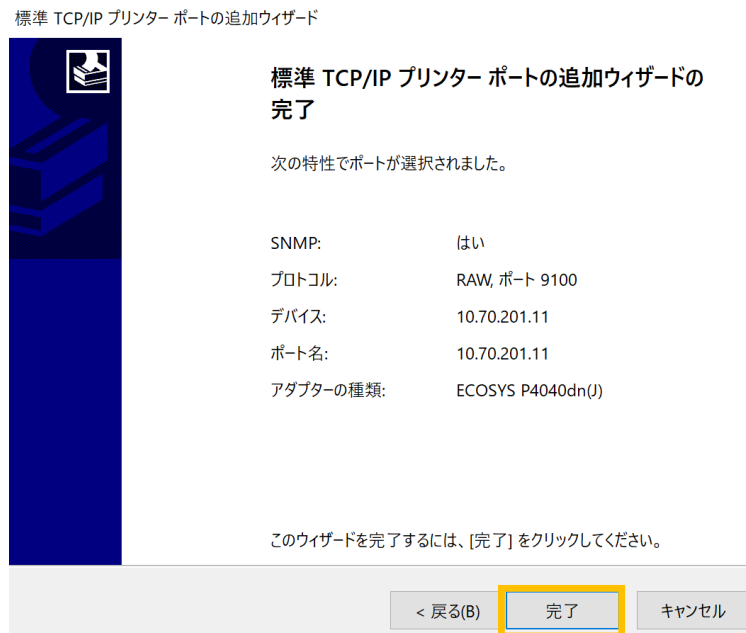 標準 TCP/IP プリンター ポートの追加ウィザード
標準 TCP/IP プリンター ポートの追加ウィザードの
完了
次の特性でポートが選択されました。
SNMP: はい
プロトコル: RAW, ポート 9100
デバイス: 10.70.201.11
ポート名: 10.70.201.11
アダプターの種類: ECOSYS P4040dn(J)
このウィザードを完了するには、[完了] をクリックしてください。
< 戻る(B) 完了 キャンセル